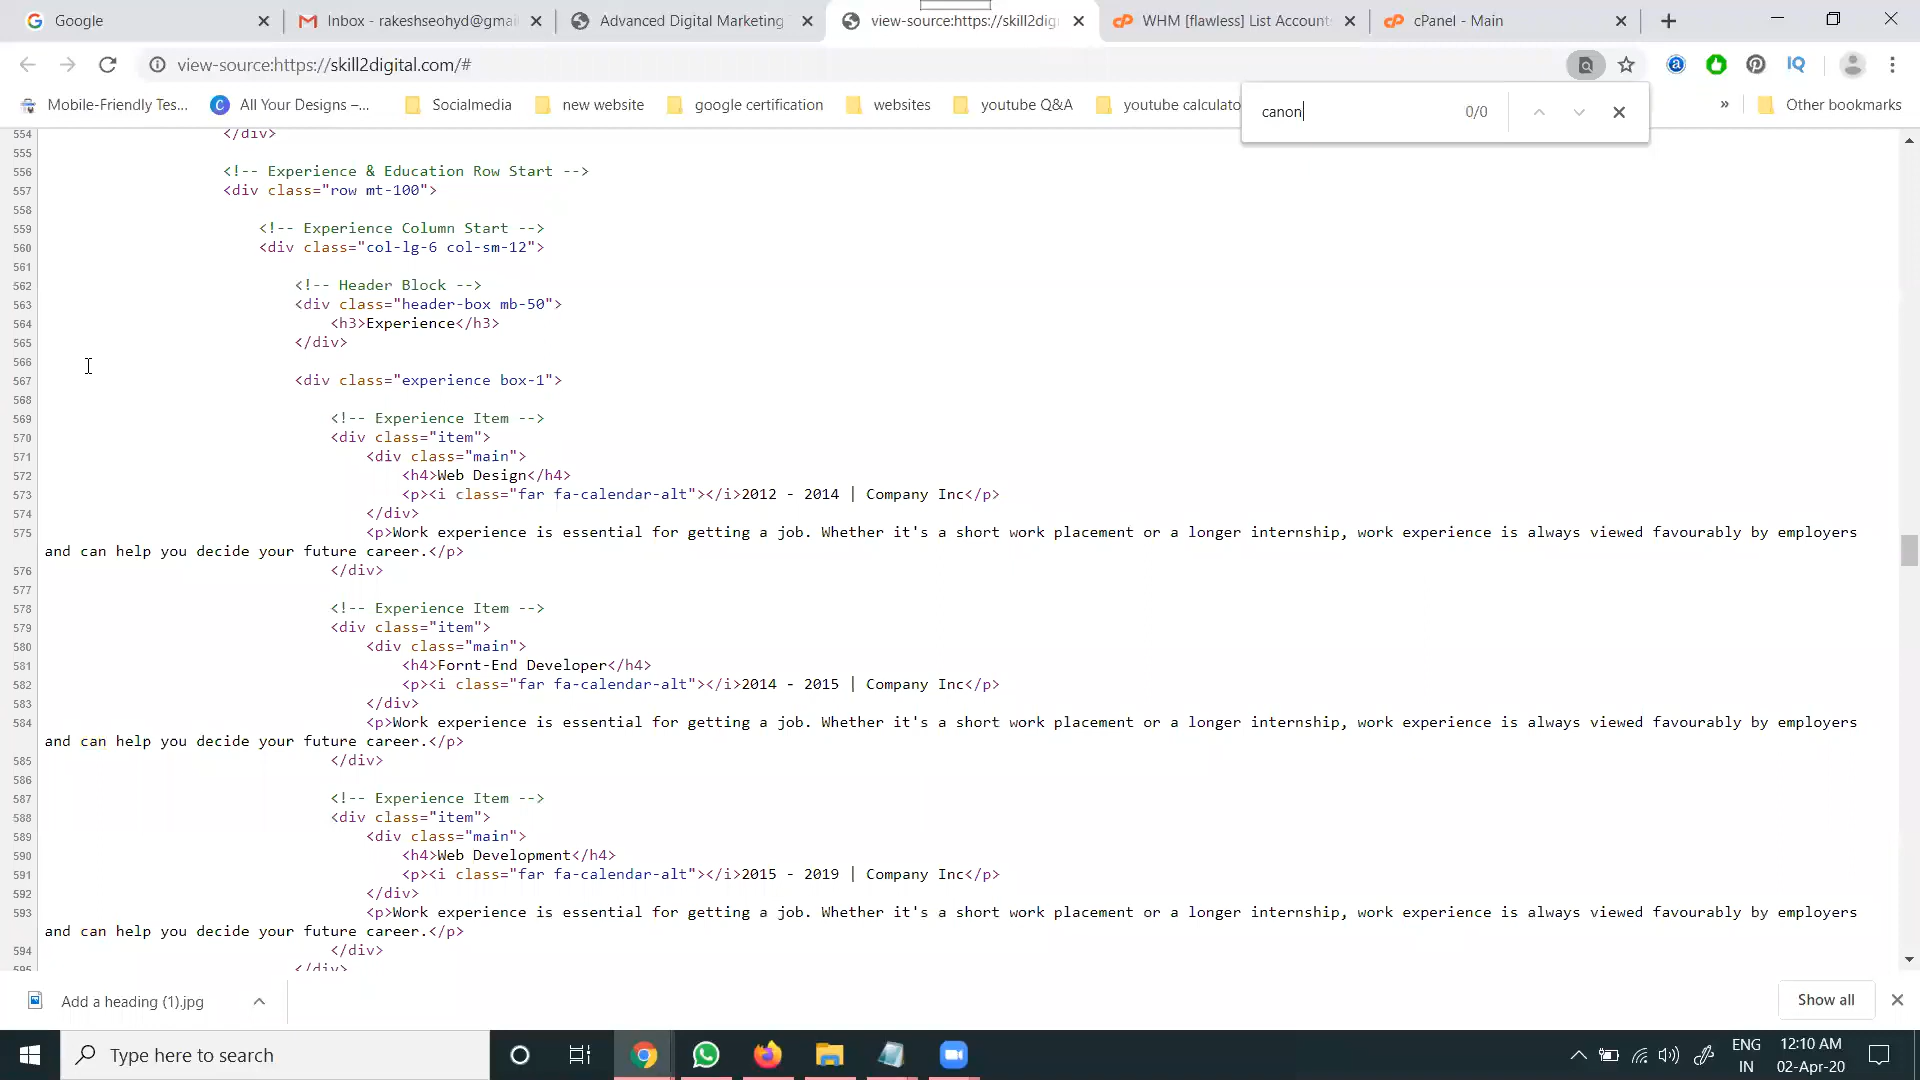 Google
Inbox - rakeshseohyd@gmai
Advanced Digital Marketing
view-source:https://skill2dig
WHM [flawless] List Account
cPanel - Main
view-source:https://skill2digital.com/#
Mobile-Friendly Tes...
All Your Designs –...
Socialmedia
new website
google certification
websites
youtube Q&A
youtube calculato
»
Other bookmarks
canon
0/0
554 </div>
555
556 <!-- Experience & Education Row Start -->
557 <div class="row mt-100">
558
559 <!-- Experience Column Start -->
560 <div class="col-lg-6 col-sm-12">
561
562 <!-- Header Block -->
563 <div class="header-box mb-50">
564 <h3>Experience</h3>
565 </div>
566
567 <div class="experience box-1">
568
569 <!-- Experience Item -->
570 <div class="item">
571 <div class="main">
572 <h4>Web Design</h4>
573 <p><i class="far fa-calendar-alt"></i>2012 - 2014 | Company Inc</p>
574 </div>
575 <p>Work experience is essential for getting a job. Whether it's a short work placement or a longer internship, work experience is always viewed favourably by employers
and can help you decide your future career.</p>
576 </div>
577
578 <!-- Experience Item -->
579 <div class="item">
580 <div class="main">
581 <h4>Fornt-End Developer</h4>
582 <p><i class="far fa-calendar-alt"></i>2014 - 2015 | Company Inc</p>
583 </div>
584 <p>Work experience is essential for getting a job. Whether it's a short work placement or a longer internship, work experience is always viewed favourably by employers
and can help you decide your future career.</p>
585 </div>
586
587 <!-- Experience Item -->
588 <div class="item">
589 <div class="main">
590 <h4>Web Development</h4>
591 <p><i class="far fa-calendar-alt"></i>2015 - 2019 | Company Inc</p>
592 </div>
593 <p>Work experience is essential for getting a job. Whether it's a short work placement or a longer internship, work experience is always viewed favourably by employers
and can help you decide your future career.</p>
594 </div>
595 </div>
Add a heading (1).jpg
Show all
Type here to search
ENG
IN
12:10 AM
02-Apr-20